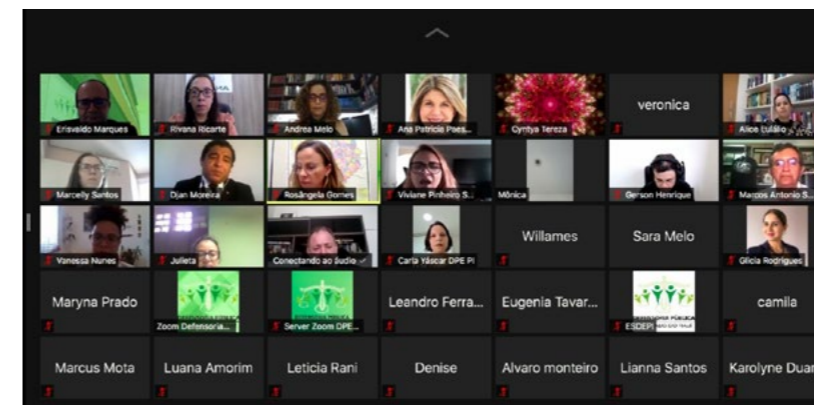 Erisvaldo Marques
Rivana Ricarte
Andrea Melo
Ana Patricia Paes...
Cyntya Tereza
veronica
Alice Lulálio
Marcelly Santos
Djan Moreira
Rosângela Gomes
Viviane Pinheiro S...
Mônica
Gerson Henrique
Marcos Antonio S...
Vanessa Nunes
Julieta
Conectando ao áudio
Carla Yáscar DPE PI
Willames
Sara Melo
Glícia Rodrigues
Maryna Prado
Zoom Defensoria...
Server Zoom DPE...
Leandro Ferra...
Eugenia Tavar...
ESDEPI
camila
Marcus Mota
Luana Amorim
Leticia Rani
Denise
Alvaro monteiro
Lianna Santos
Karolyne Duar